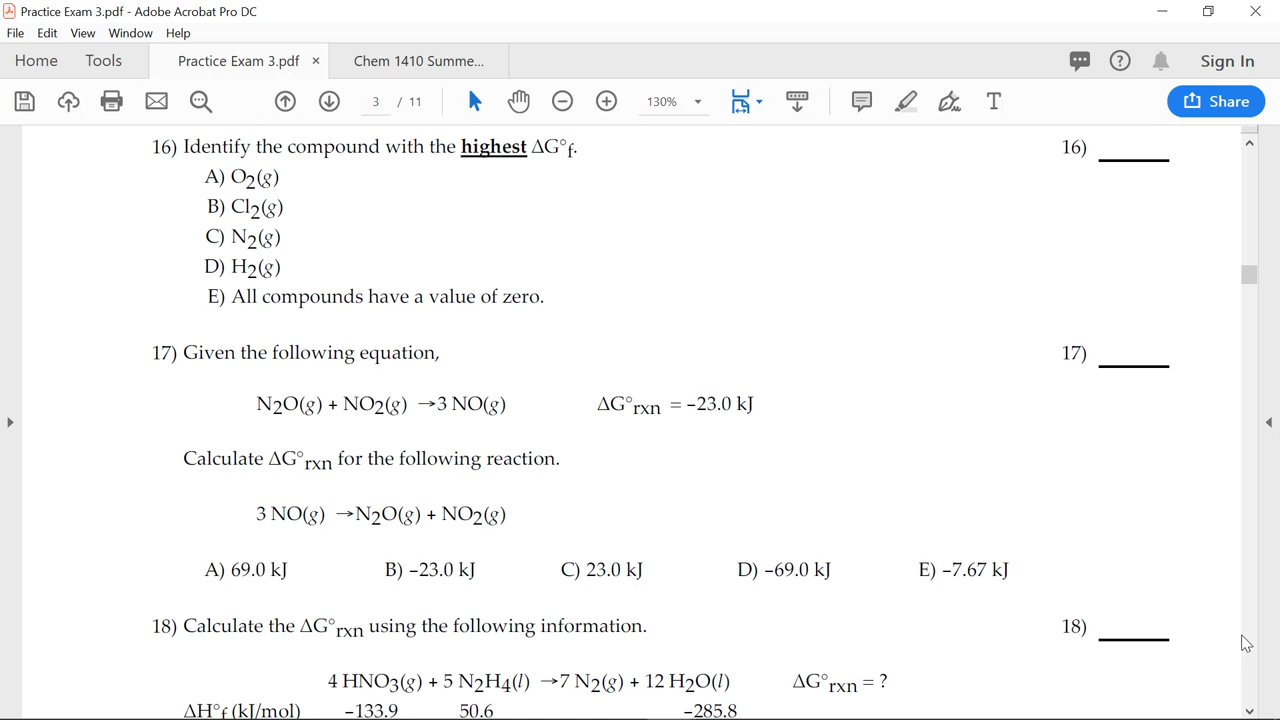 Practice Exam 3.pdf - Adobe Acrobat Pro DC
File Edit View Window Help
Home Tools Practice Exam 3.pdf × Chem 1410 Summe... Sign In
3 / 11 130% Share
16) Identify the compound with the highest ΔG°f. 16)
A) O2(g)
B) Cl2(g)
C) N2(g)
D) H2(g)
E) All compounds have a value of zero.
17) Given the following equation, 17)
N2O(g) + NO2(g) →3 NO(g) ΔG°rxn = -23.0 kJ
Calculate ΔG°rxn for the following reaction.
3 NO(g) →N2O(g) + NO2(g)
A) 69.0 kJ B) -23.0 kJ C) 23.0 kJ D) -69.0 kJ E) -7.67 kJ
18) Calculate the ΔG°rxn using the following information. 18)
4 HNO3(g) + 5 N2H4(l) →7 N2(g) + 12 H2O(l) ΔG°rxn = ?
ΔH°f (kJ/mol) -133.9 50.6 -285.8